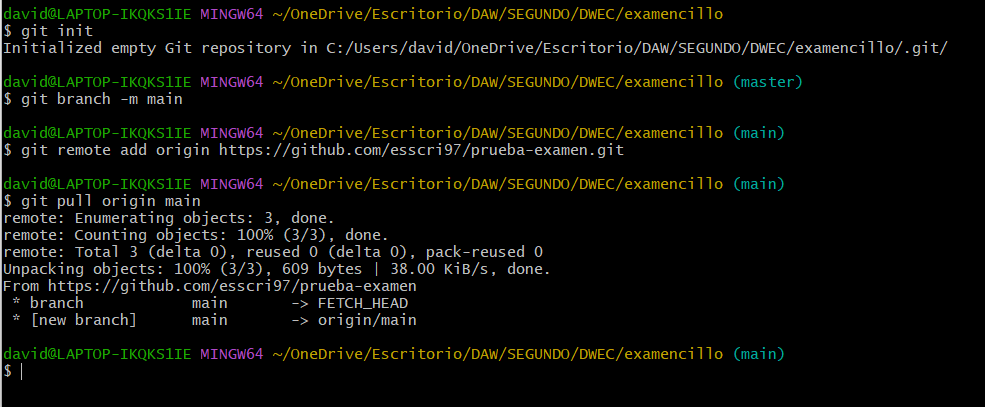 david@LAPTOP-IKQKS1IE MINGW64 ~/OneDrive/Escritorio/DAW/SEGUNDO/DWEC/examencillo
$ git init
Initialized empty Git repository in C:/Users/david/OneDrive/Escritorio/DAW/SEGUNDO/DWEC/examencillo/.git/
david@LAPTOP-IKQKS1IE MINGW64 ~/OneDrive/Escritorio/DAW/SEGUNDO/DWEC/examencillo (master)
$ git branch -m main
david@LAPTOP-IKQKS1IE MINGW64 ~/OneDrive/Escritorio/DAW/SEGUNDO/DWEC/examencillo (main)
$ git remote add origin https://github.com/esscri97/prueba-examen.git
david@LAPTOP-IKQKS1IE MINGW64 ~/OneDrive/Escritorio/DAW/SEGUNDO/DWEC/examencillo (main)
$ git pull origin main
remote: Enumerating objects: 3, done.
remote: Counting objects: 100% (3/3), done.
remote: Total 3 (delta 0), reused 0 (delta 0), pack-reused 0
Unpacking objects: 100% (3/3), 609 bytes | 38.00 KiB/s, done.
From https://github.com/esscri97/prueba-examen
 * branch            main       -> FETCH_HEAD
 * [new branch]      main       -> origin/main
david@LAPTOP-IKQKS1IE MINGW64 ~/OneDrive/Escritorio/DAW/SEGUNDO/DWEC/examencillo (main)
$